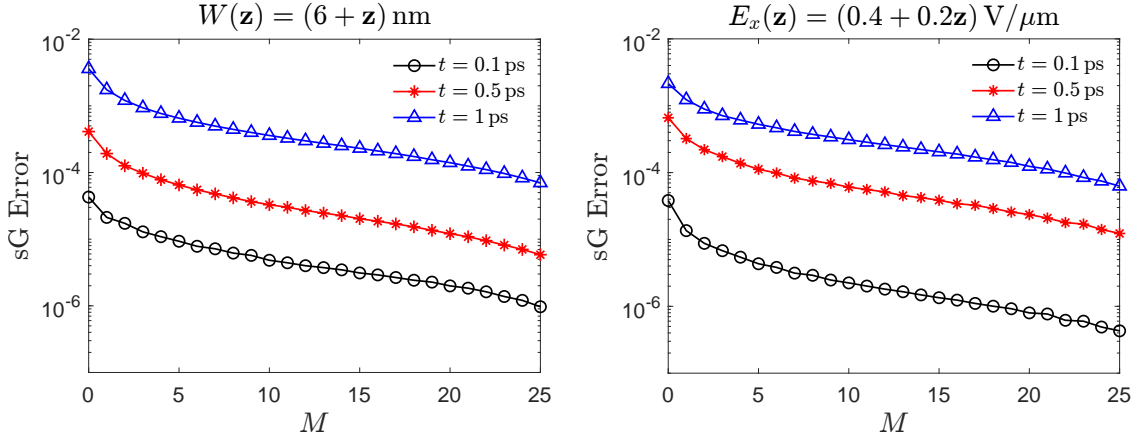 W(z) = (6 + z) nm
10^-2
10^-4
10^-6
sG Error
t = 0.1 ps
t = 0.5 ps
t = 1 ps
0 5 10 15 20 25
M
E_x(z) = (0.4 + 0.2z) V/μm
10^-2
10^-4
10^-6
sG Error
t = 0.1 ps
t = 0.5 ps
t = 1 ps
0 5 10 15 20 25
M